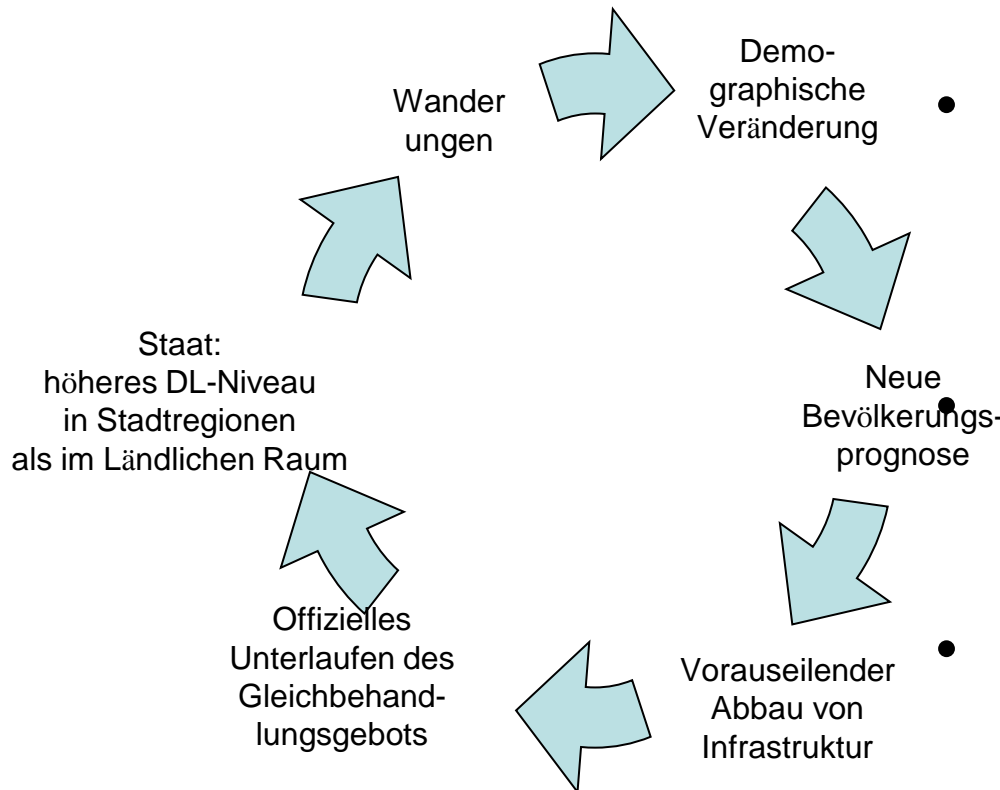 Wander
ungen
Demo-
graphische
Veränderung
Neue
Bevölkerungs-
prognose
Vorauseilender
Abbau von
Infrastruktur
Offizielles
Unterlaufen des
Gleichbehand-
lungsgebots
Staat:
höheres DL-Niveau
in Stadtregionen
als im Ländlichen Raum